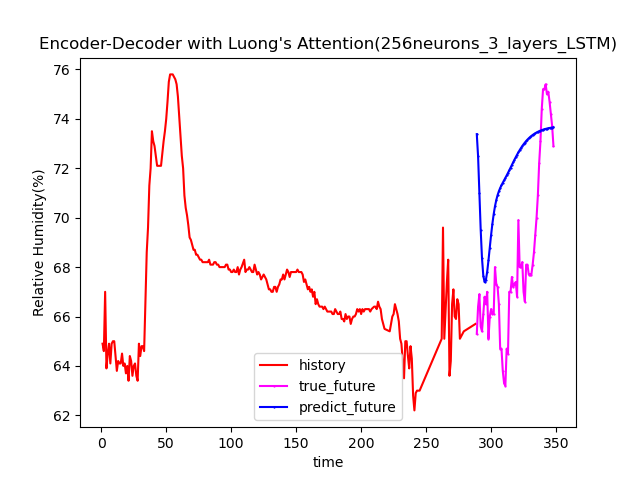 Encoder-Decoder with Luong's Attention(256neurons_3_layers_LSTM)
76
74
72
70
68
66
64
62
Relative Humidity(%)
history
true_future
predict_future
0 50 100 150 200 250 300 350
time